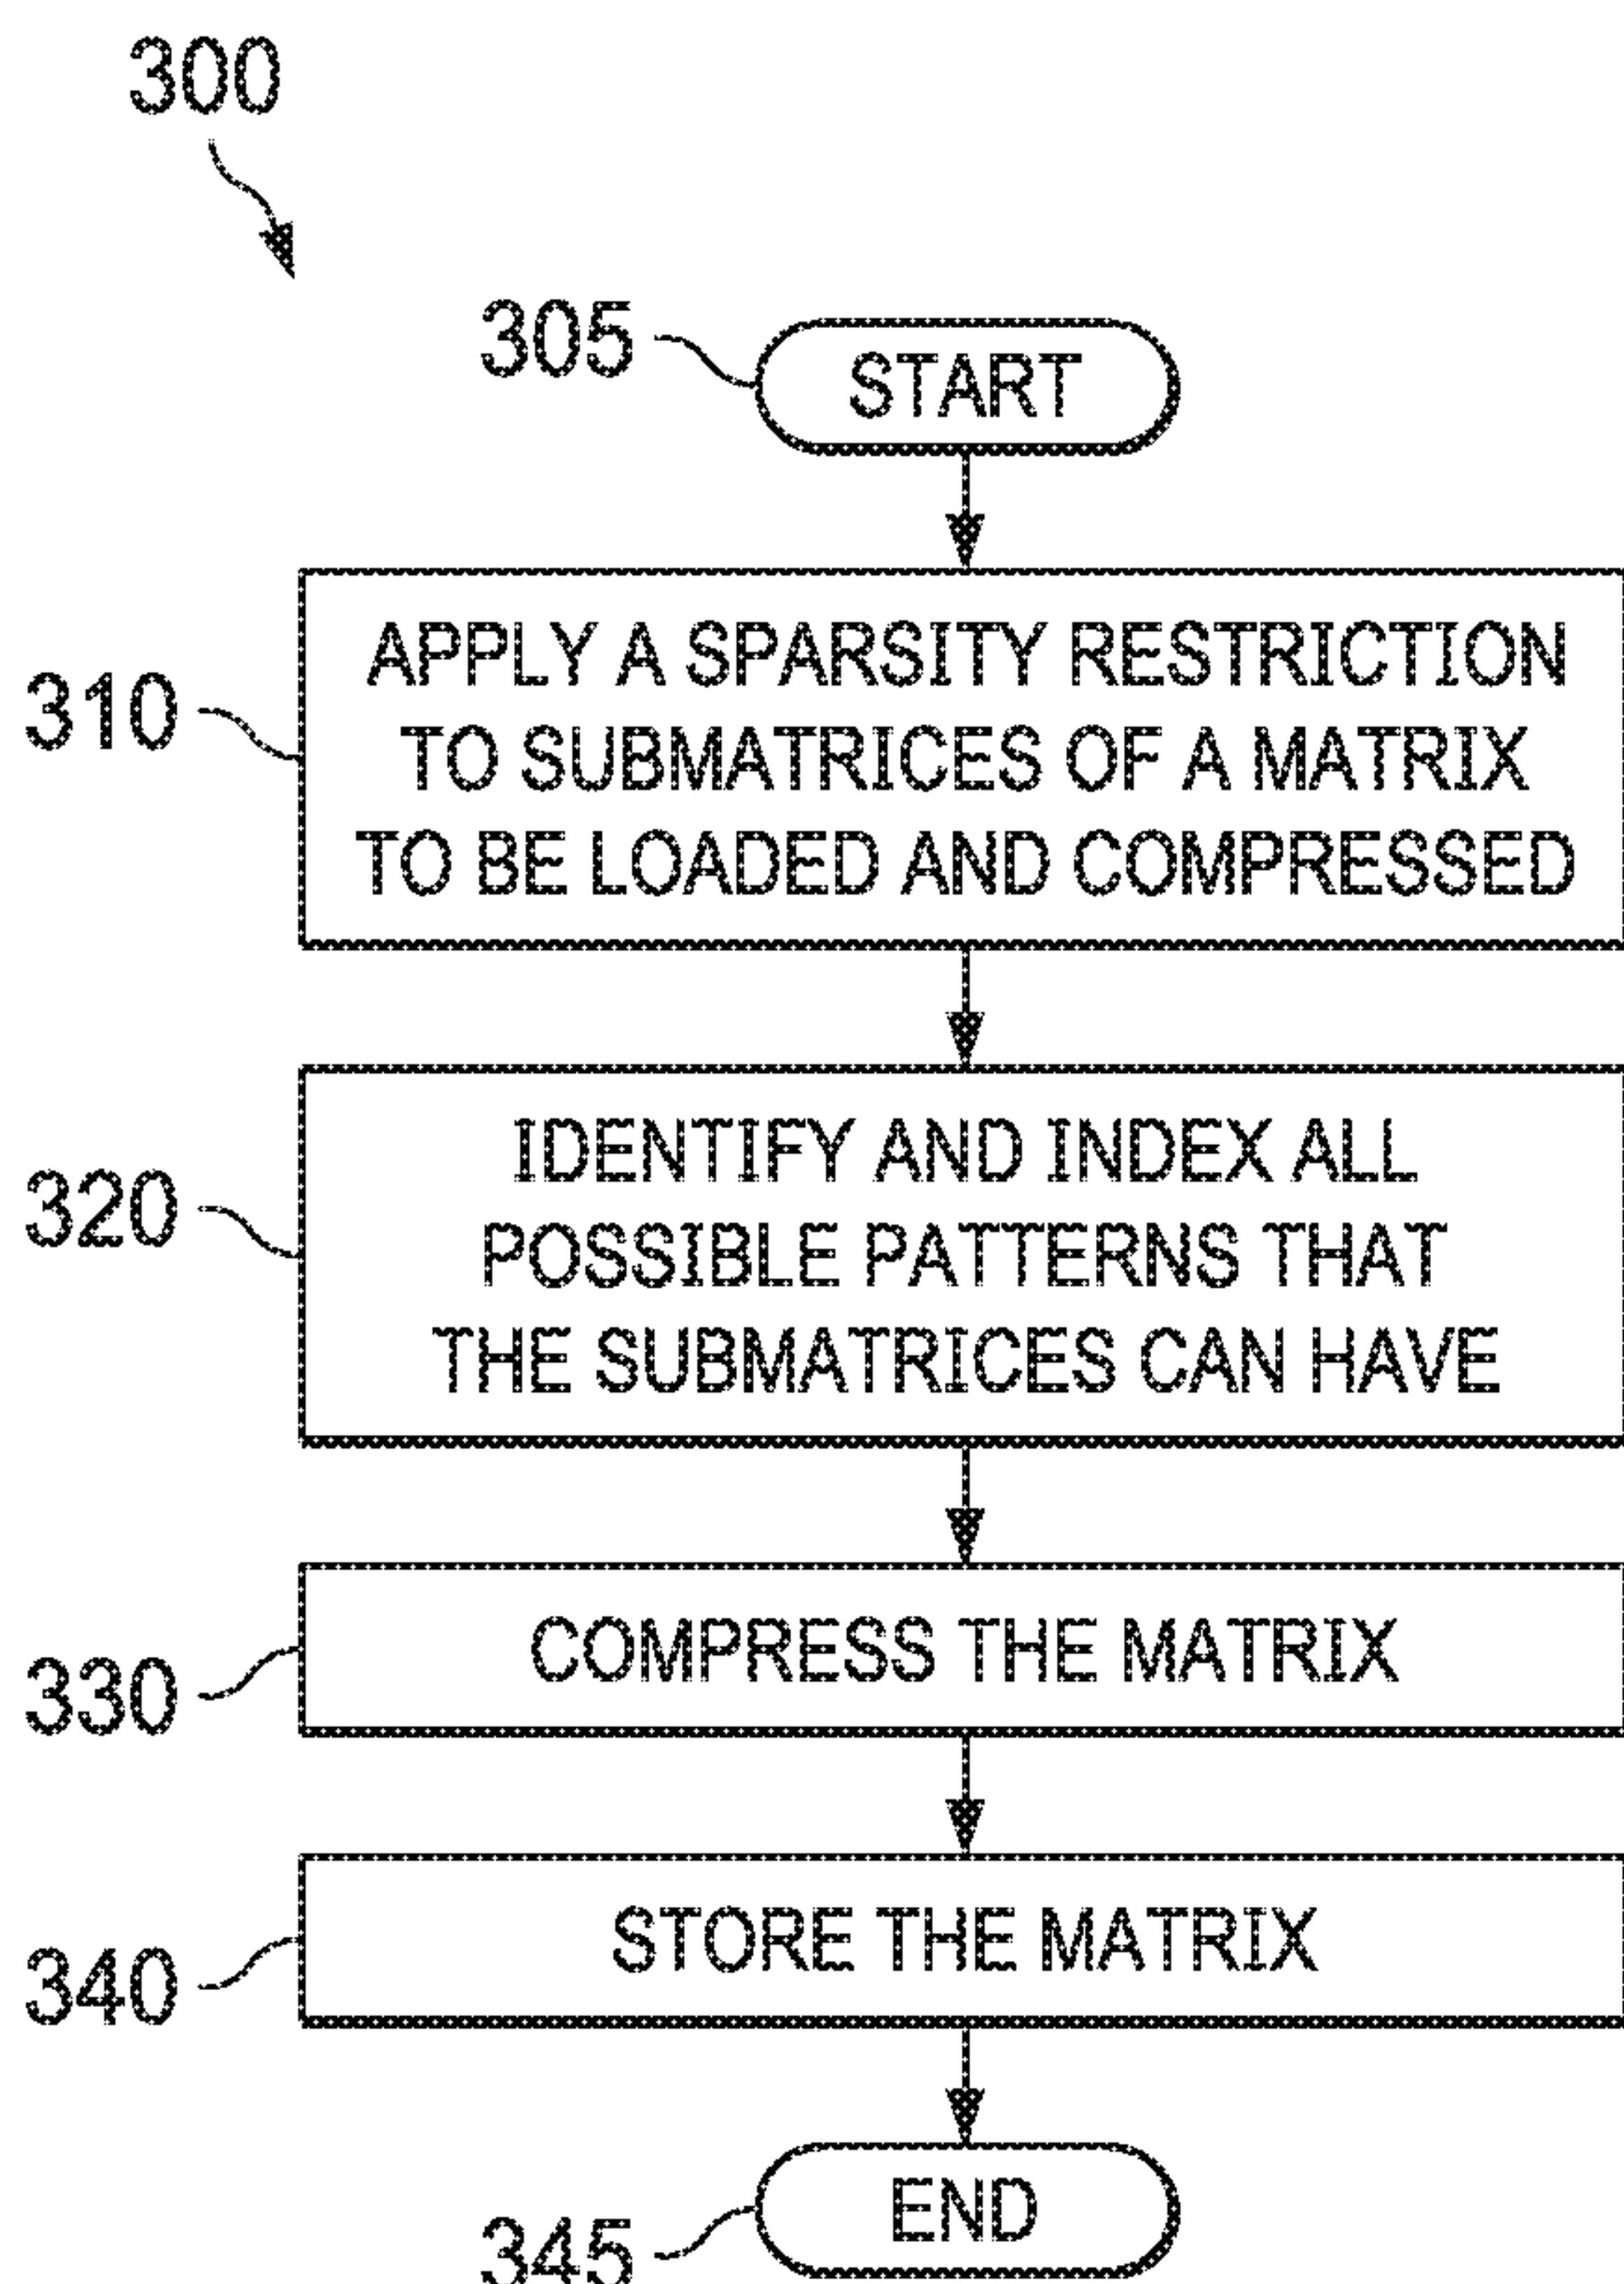 300
305
START
310
APPLY A SPARSITY RESTRICTION
TO SUBMATRICES OF A MATRIX
TO BE LOADED AND COMPRESSED
320
IDENTIFY AND INDEX ALL
POSSIBLE PATTERNS THAT
THE SUBMATRICES CAN HAVE
330
COMPRESS THE MATRIX
340
STORE THE MATRIX
345
END